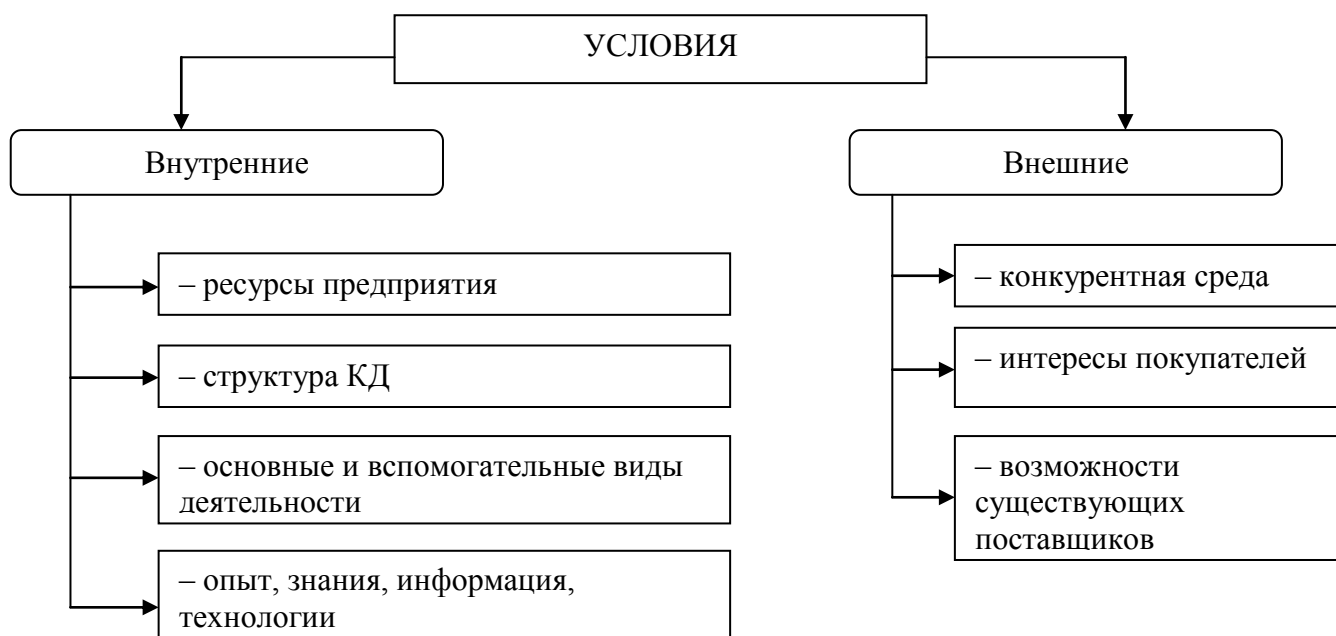 УСЛОВИЯ
Внутренние
– ресурсы предприятия
– структура КД
– основные и вспомогательные виды
деятельности
– опыт, знания, информация,
технологии
Внешние
– конкурентная среда
– интересы покупателей
– возможности
существующих
поставщиков